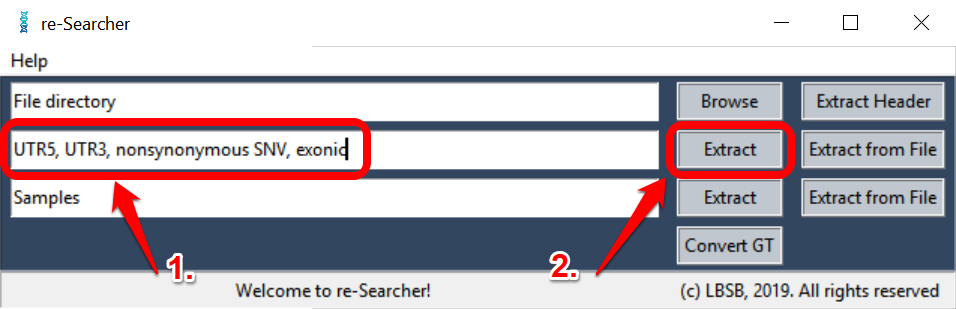 re-Searcher
Help
File directory
Browse
Extract Header
UTR5, UTR3, nonsynonymous SNV, exonic
Extract
Extract from File
Samples
Extract
Extract from File
Convert GT
1.
2.
Welcome to re-Searcher!
(c) LBSB, 2019. All rights reserved